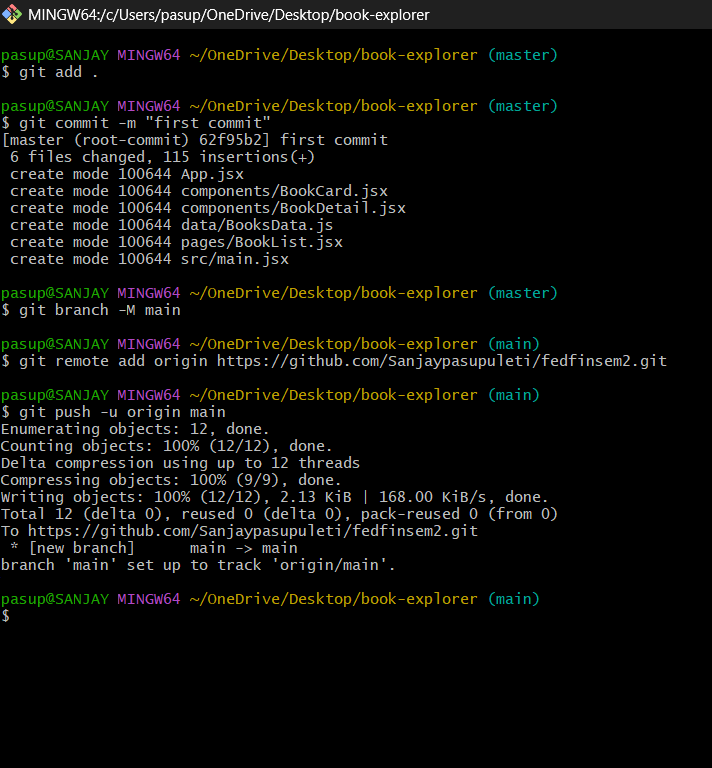 MINGW64:/c/Users/pasup/OneDrive/Desktop/book-explorer
pasup@SANJAY MINGW64 ~/OneDrive/Desktop/book-explorer (master)
$ git add .
pasup@SANJAY MINGW64 ~/OneDrive/Desktop/book-explorer (master)
$ git commit -m "first commit"
[master (root-commit) 62f95b2] first commit
 6 files changed, 115 insertions(+)
 create mode 100644 App.jsx
 create mode 100644 components/BookCard.jsx
 create mode 100644 components/BookDetail.jsx
 create mode 100644 data/BooksData.js
 create mode 100644 pages/BookList.jsx
 create mode 100644 src/main.jsx
pasup@SANJAY MINGW64 ~/OneDrive/Desktop/book-explorer (master)
$ git branch -M main
pasup@SANJAY MINGW64 ~/OneDrive/Desktop/book-explorer (main)
$ git remote add origin https://github.com/Sanjaypasupuleti/fedfinsem2.git
pasup@SANJAY MINGW64 ~/OneDrive/Desktop/book-explorer (main)
$ git push -u origin main
Enumerating objects: 12, done.
Counting objects: 100% (12/12), done.
Delta compression using up to 12 threads
Compressing objects: 100% (9/9), done.
Writing objects: 100% (12/12), 2.13 KiB | 168.00 KiB/s, done.
Total 12 (delta 0), reused 0 (delta 0), pack-reused 0 (from 0)
To https://github.com/Sanjaypasupuleti/fedfinsem2.git
 * [new branch]      main -> main
branch 'main' set up to track 'origin/main'.
pasup@SANJAY MINGW64 ~/OneDrive/Desktop/book-explorer (main)
$